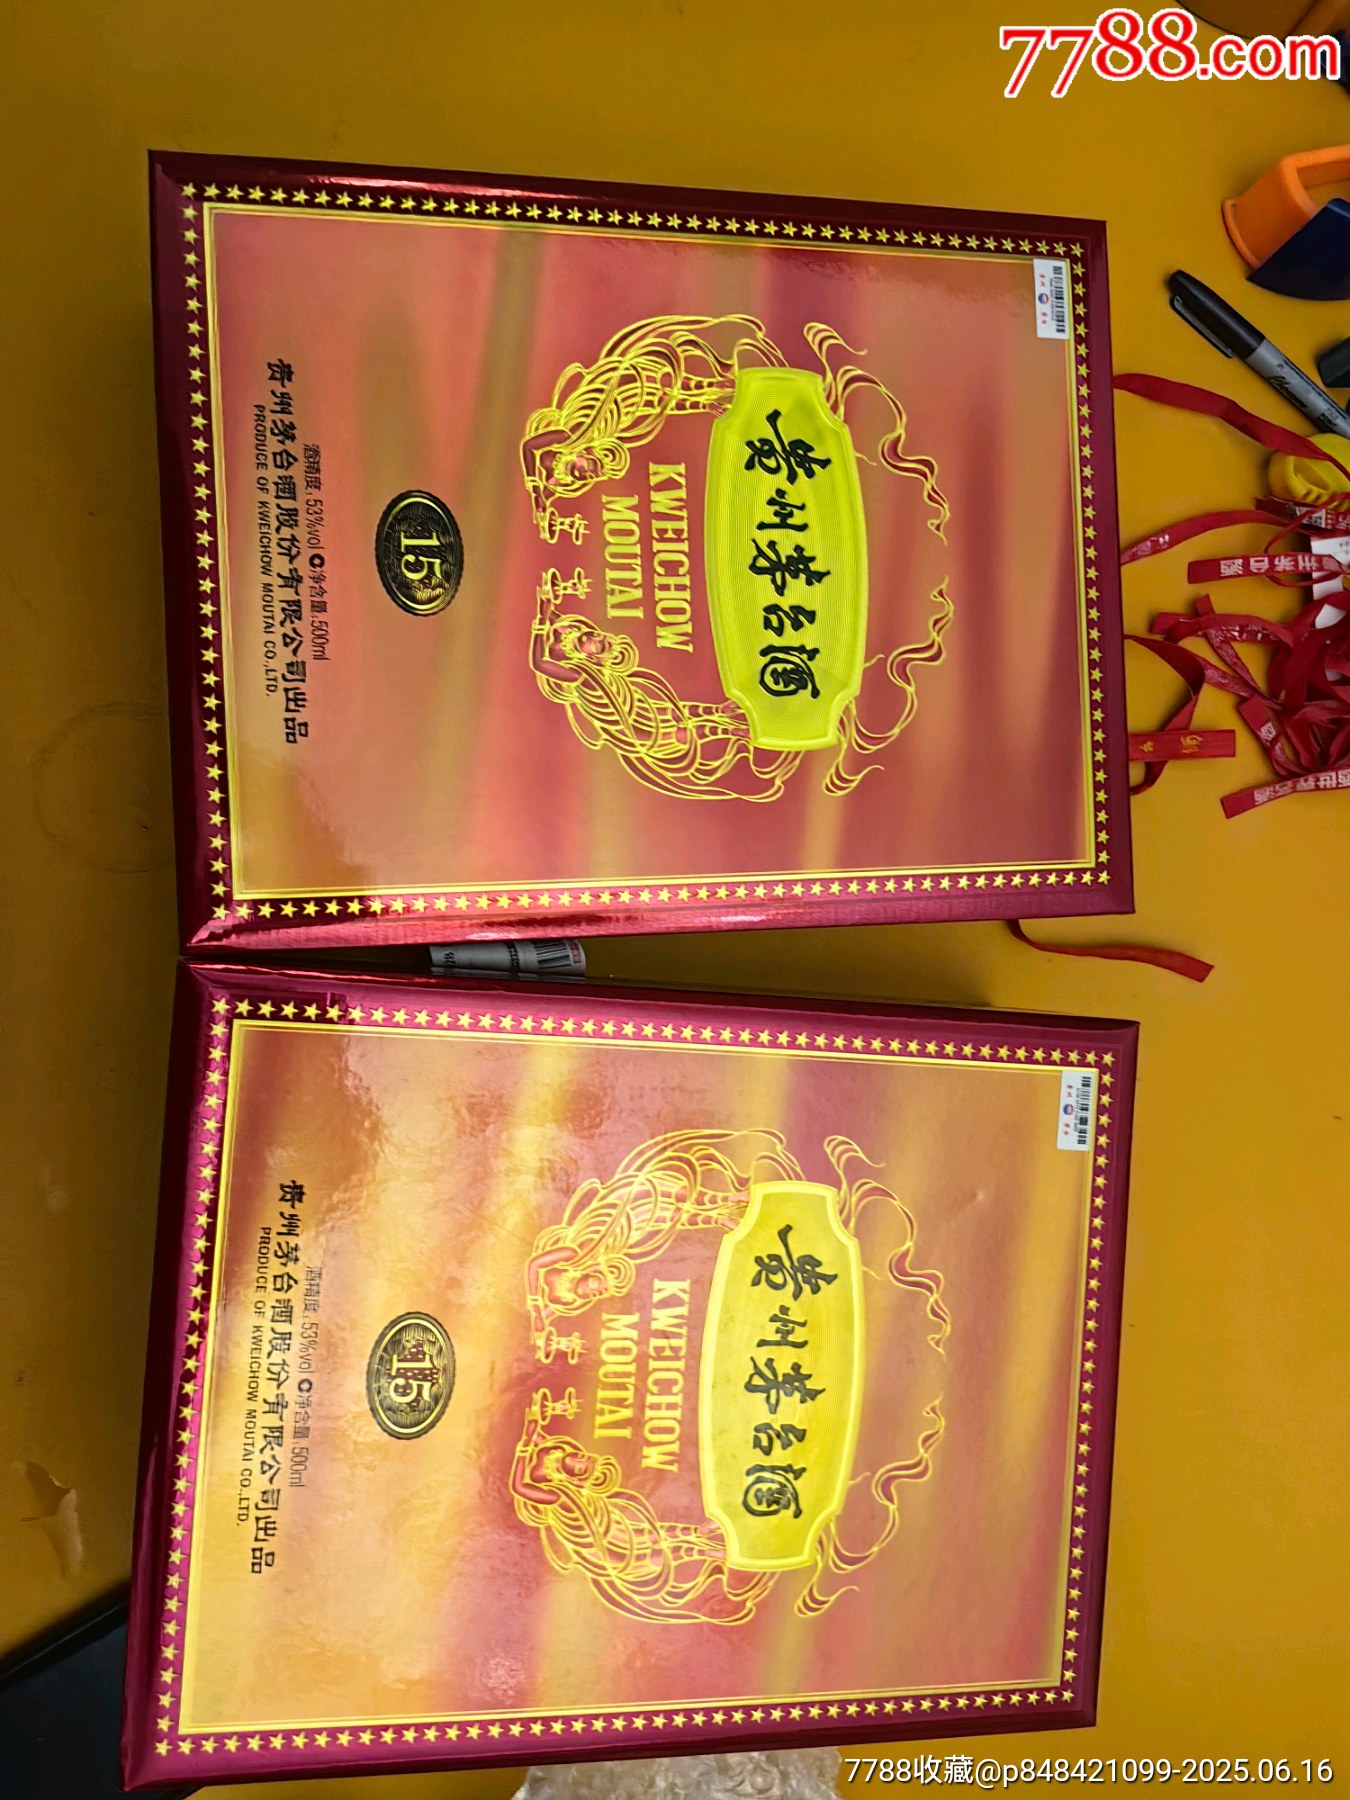 7788.com
贵州茅台酒
KWEICHOW
MOUTAI
15
酒精度:53%vol 净含量:500ml
贵州茅台酒股份有限公司出品
PRODUCE OF KWEICHOW MOUTAI CO.,LTD.
贵州茅台酒
KWEICHOW
MOUTAI
15
酒精度:53%vol 净含量:500ml
贵州茅台酒股份有限公司出品
PRODUCE OF KWEICHOW MOUTAI CO.,LTD.
7788收藏@p848421099-2025.06.16